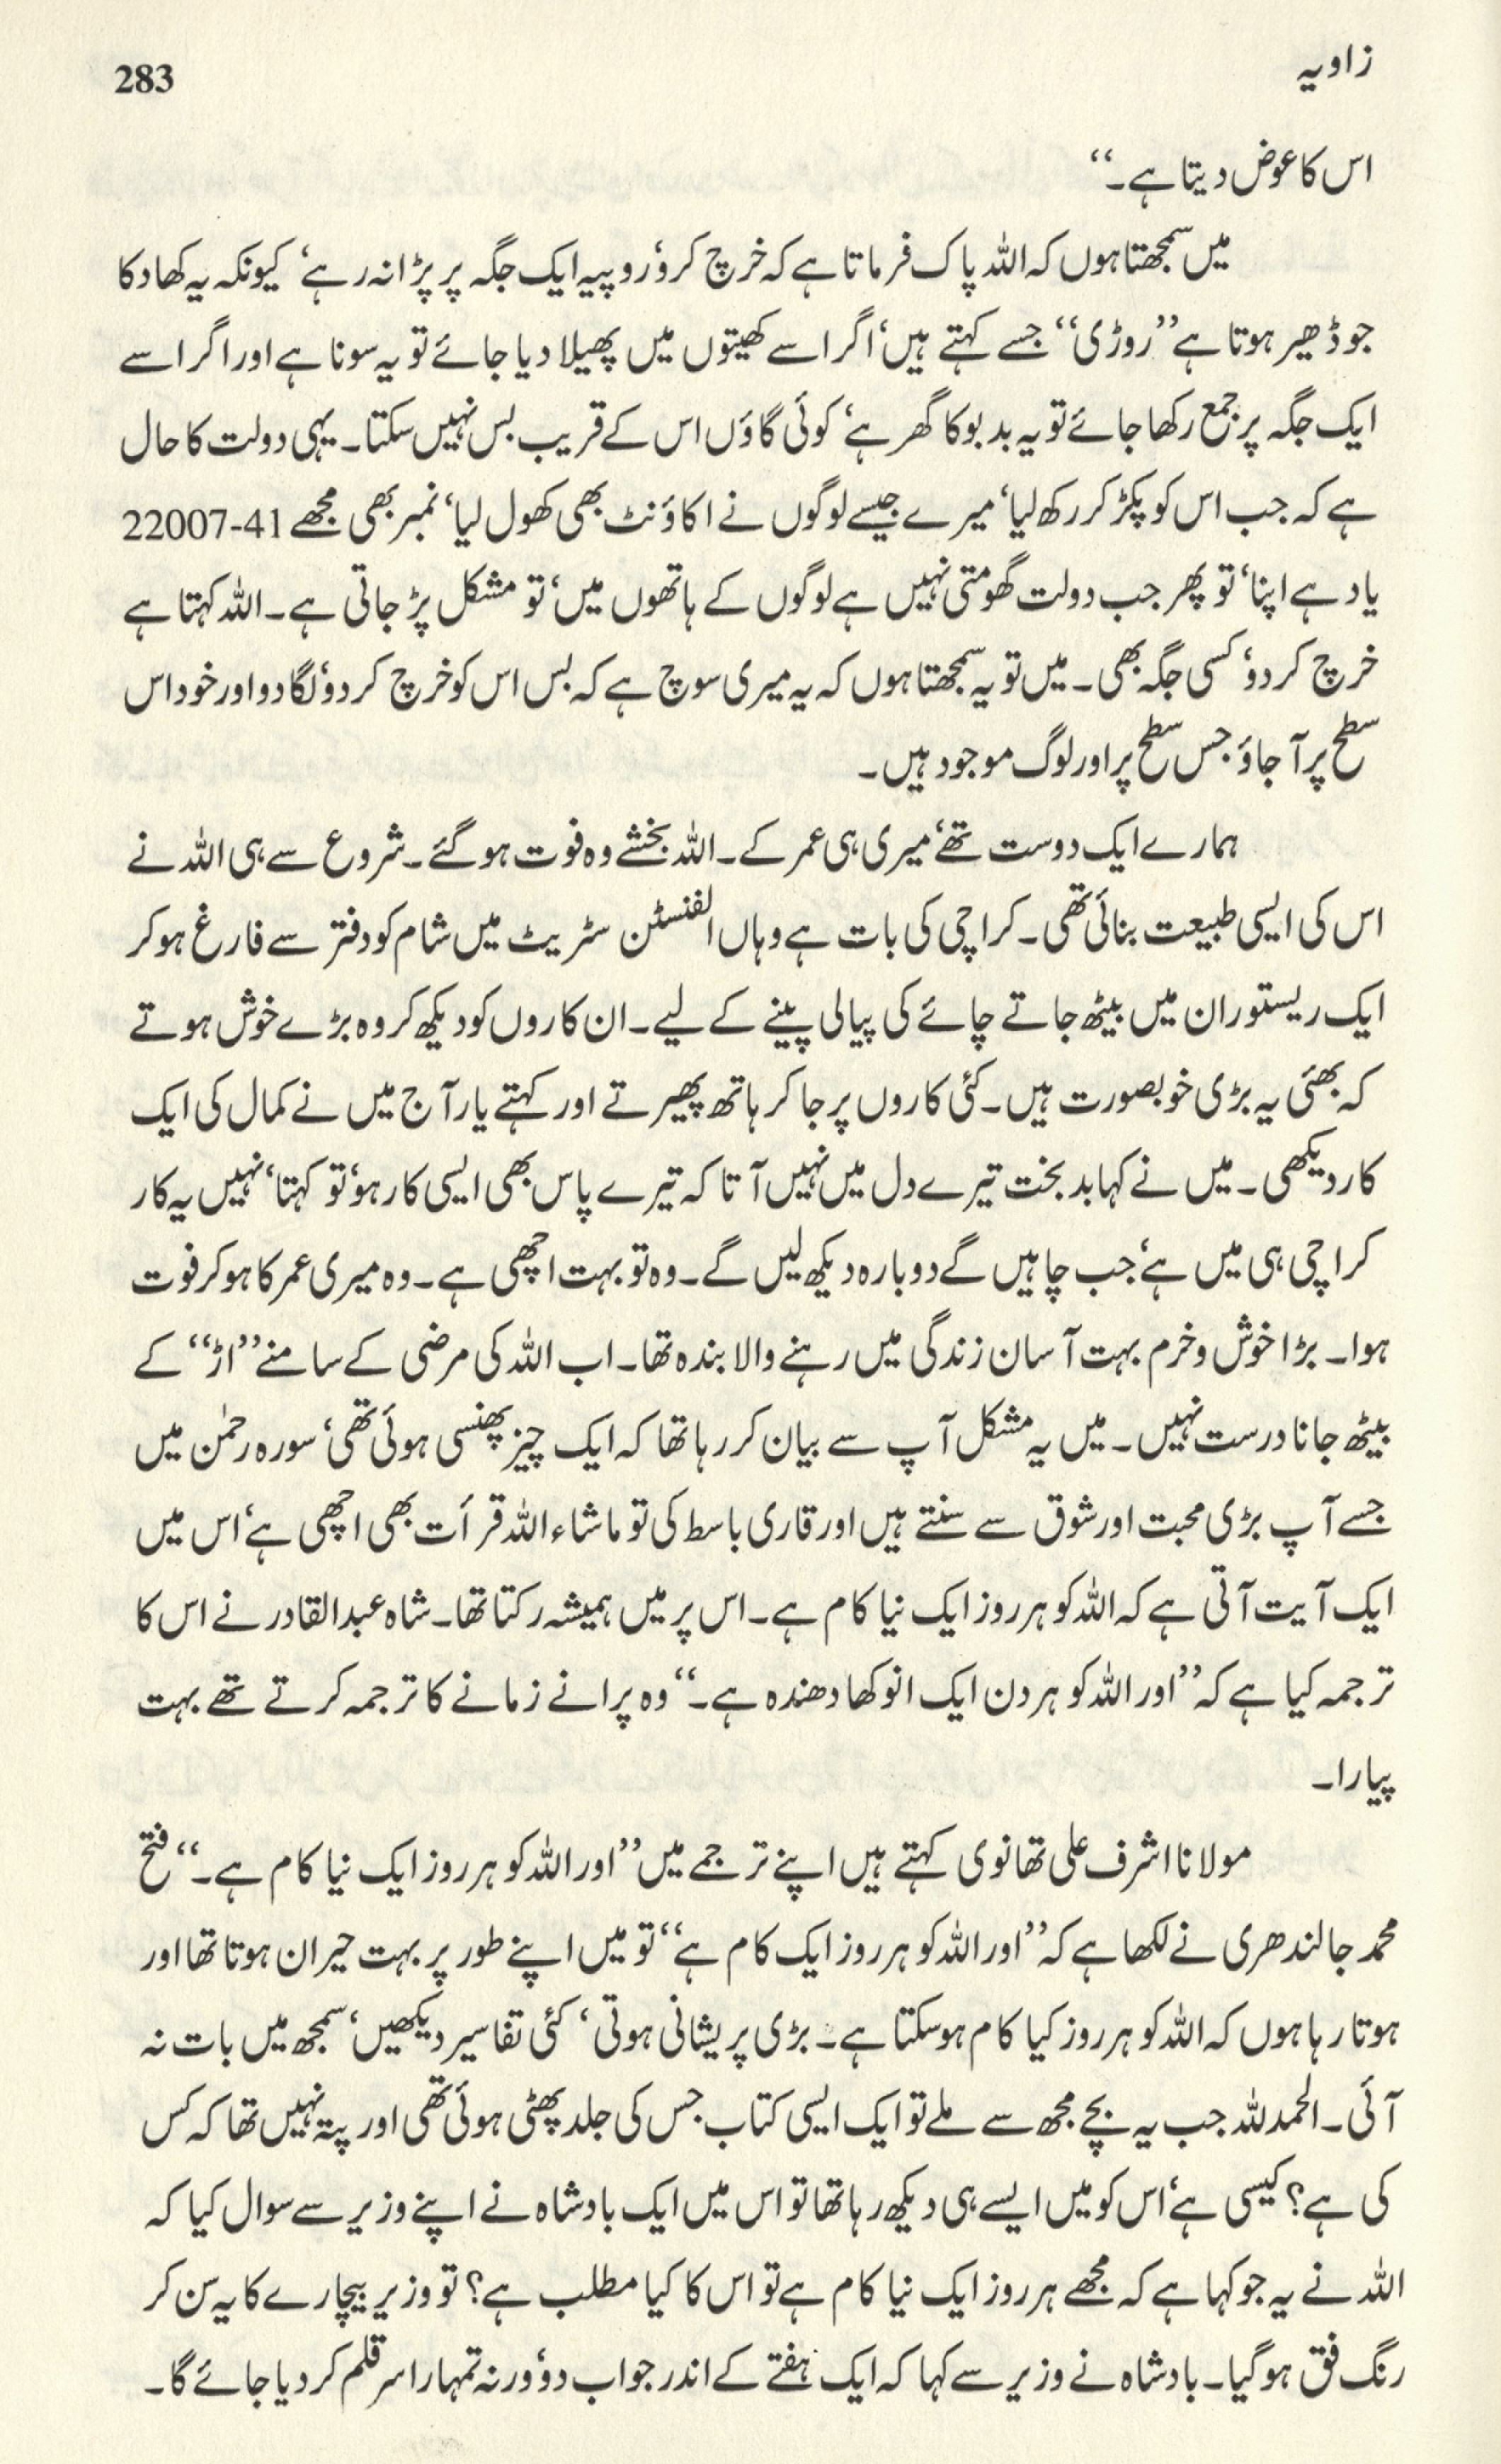 زاویہ
283
اس کا عوض دیتا ہے۔‘‘
میں سمجھتا ہوں کہ اللہ پاک فرماتا ہے کہ خرچ کرو‘ روپیہ ایک جگہ پر پڑا نہ رہے‘ کیونکہ یہ کھاد کا
جو ڈھیر ہوتا ہے ’’روڑی‘‘ جسے کہتے ہیں‘ اگر اسے کھیتوں میں پھیلا دیا جائے تو یہ سونا ہے اور اگر اسے
ایک جگہ پر جمع رکھا جائے تو یہ بدبو کا گھر ہے‘ کوئی گاؤں اس کے قریب بس نہیں سکتا۔ یہی دولت کا حال
ہے کہ جب اس کو پکڑ کر رکھ لیا‘ میرے جیسے لوگوں نے اکاؤنٹ بھی کھول لیا‘ نمبر بھی مجھے 41-22007
یاد ہے اپنا‘ تو پھر جب دولت گھومتی نہیں ہے لوگوں کے ہاتھوں میں‘ تو مشکل پڑ جاتی ہے۔ اللہ کہتا ہے
خرچ کر دو‘ کسی جگہ بھی۔ میں تو یہ سمجھتا ہوں کہ یہ میری سوچ ہے کہ بس اس کو خرچ کر دو‘ لگا دو اور خود اس
سطح پر آ جاؤ جس سطح پر اور لوگ موجود ہیں۔
ہمارے ایک دوست تھے‘ میری ہی عمر کے۔ اللہ بخشے وہ فوت ہو گئے۔ شروع سے ہی اللہ نے
اس کی ایسی طبیعت بنائی تھی۔ کراچی کی بات ہے وہاں الفنسٹن سٹریٹ میں شام کو دفتر سے فارغ ہو کر
ایک ریستوران میں بیٹھ جاتے چائے کی پیالی پینے کے لیے۔ ان کاروں کو دیکھ کر وہ بڑے خوش ہوتے
کہ بھئی یہ بڑی خوبصورت ہیں۔ کئی کاروں پر جا کر ہاتھ پھیرتے اور کہتے یار آج میں نے کمال کی ایک
کار دیکھی۔ میں نے کہا بدبخت تیرے دل میں نہیں آتا کہ تیرے پاس بھی ایسی کار ہو‘ تو کہتا‘ نہیں یہ کار
کراچی ہی میں ہے‘ جب چاہیں گے دوبارہ دیکھ لیں گے۔ وہ تو بہت اچھی ہے۔ وہ میری عمر کا ہو کر فوت
ہوا۔ بڑا خوش و خرم بہت آسان زندگی میں رہنے والا بندہ تھا۔ اب اللہ کی مرضی کے سامنے ’’اڑ‘‘ کے
بیٹھ جانا درست نہیں۔ میں یہ مشکل آپ سے بیان کر رہا تھا کہ ایک چیز پھنسی ہوئی تھی‘ سورہ رحمٰن میں
جسے آپ بڑی محبت اور شوق سے سنتے ہیں اور قاری باسط کی تو ماشاء اللہ قرأت بھی اچھی ہے‘ اس میں
ایک آیت آتی ہے کہ اللہ کو ہر روز ایک نیا کام ہے۔ اس پر میں ہمیشہ رکتا تھا۔ شاہ عبدالقادر نے اس کا
ترجمہ کیا ہے کہ ’’اور اللہ کو ہر دن ایک انوکھا دھندہ ہے۔‘‘ وہ پرانے زمانے کا ترجمہ کرتے تھے بہت
پیارا۔
مولانا اشرف علی تھانوی کہتے ہیں اپنے ترجمے میں ’’اور اللہ کو ہر روز ایک نیا کام ہے۔‘‘ فتح
محمد جالندھری نے لکھا ہے کہ ’’اور اللہ کو ہر روز ایک کام ہے‘‘ تو میں اپنے طور پر بہت حیران ہوتا تھا اور
ہوتا رہا ہوں کہ اللہ کو ہر روز کیا کام ہو سکتا ہے۔ بڑی پریشانی ہوتی‘ کئی تفاسیر دیکھیں‘ سمجھ میں بات نہ
آئی۔ الحمدللہ جب یہ بچے مجھ سے ملے تو ایک ایسی کتاب جس کی جلد پھٹی ہوئی تھی اور پتہ نہیں تھا کہ کس
کی ہے؟ کیسی ہے‘ اس کو میں ایسے ہی دیکھ رہا تھا تو اس میں ایک بادشاہ نے اپنے وزیر سے سوال کیا کہ
اللہ نے یہ جو کہا ہے کہ مجھے ہر روز ایک نیا کام ہے تو اس کا کیا مطلب ہے؟ تو وزیر بیچارے کا یہ سن کر
رنگ فق ہو گیا۔ بادشاہ نے وزیر سے کہا کہ ایک ہفتے کے اندر جواب دو‘ ورنہ تمہارا سر قلم کر دیا جائے گا۔